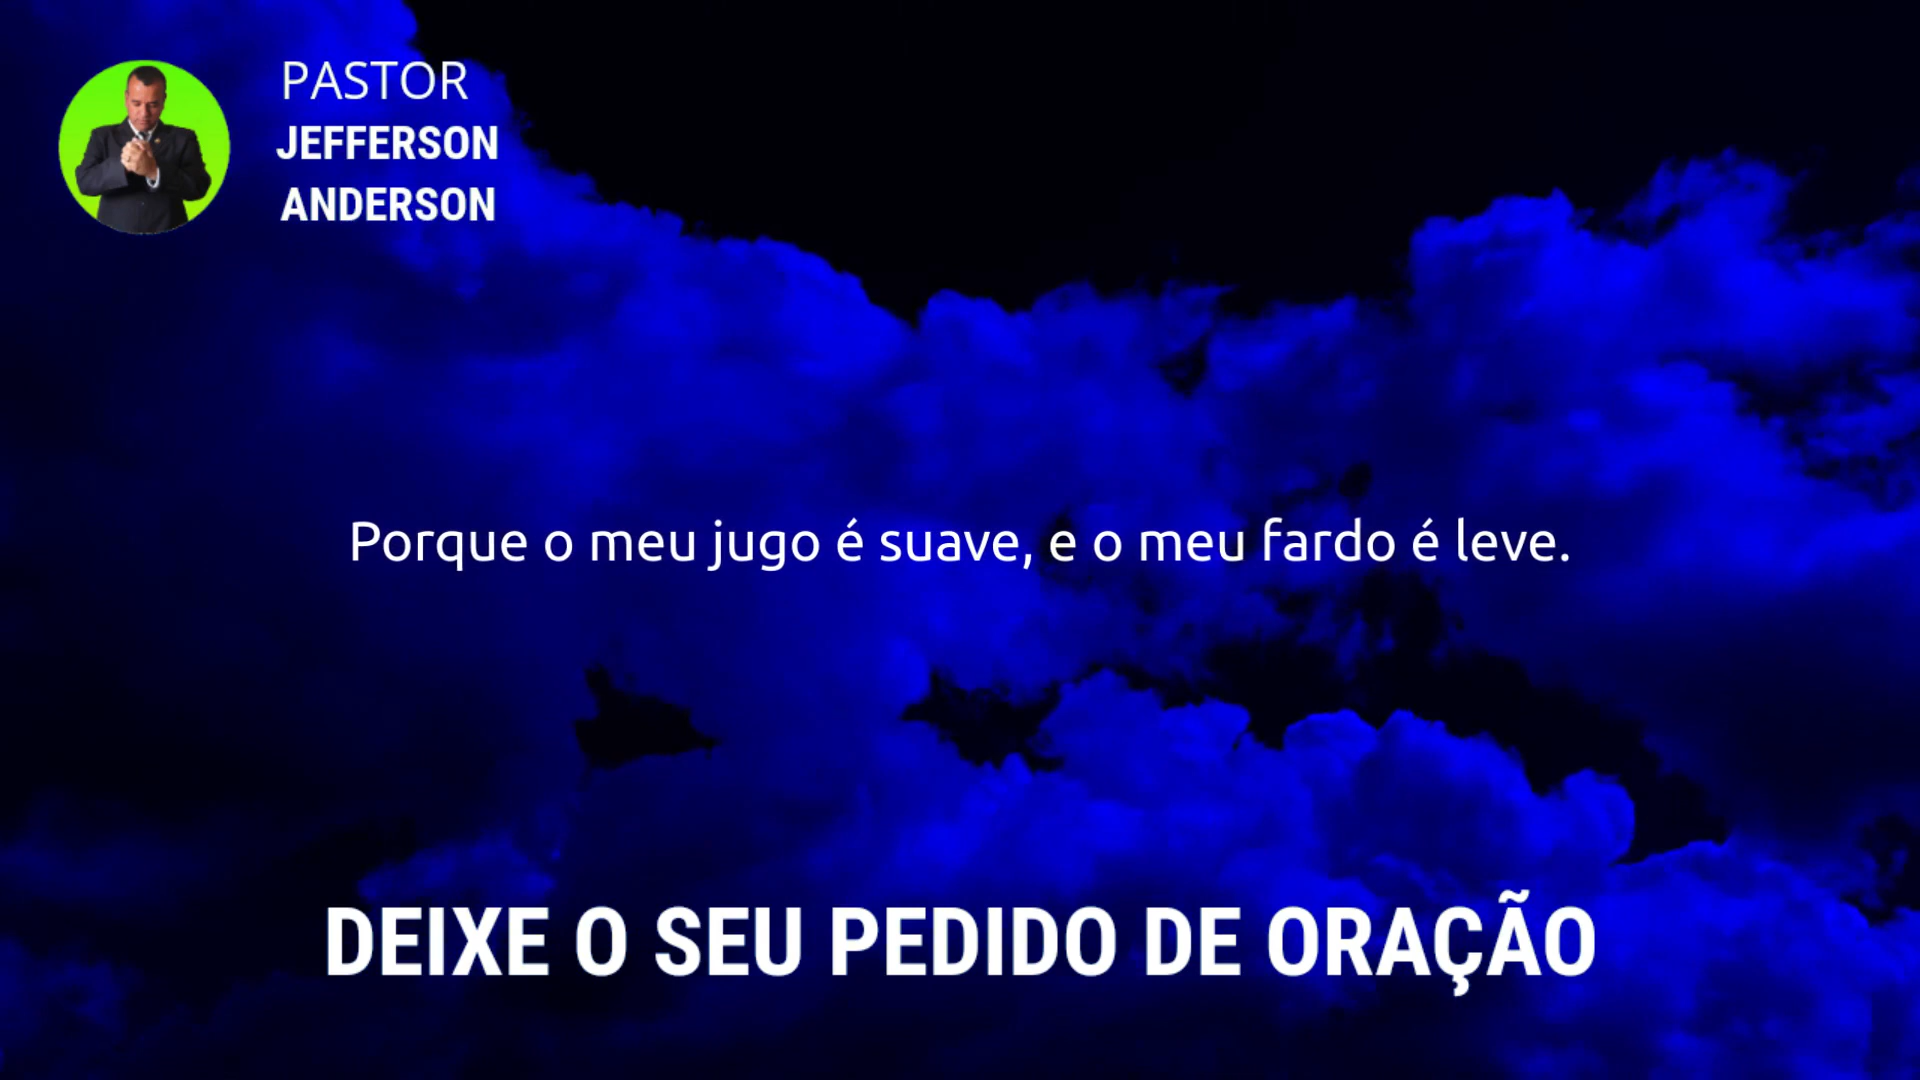 PASTOR
JEFFERSON
ANDERSON
Porque o meu jugo é suave, e o meu fardo é leve.
DEIXE O SEU PEDIDO DE ORAÇÃO